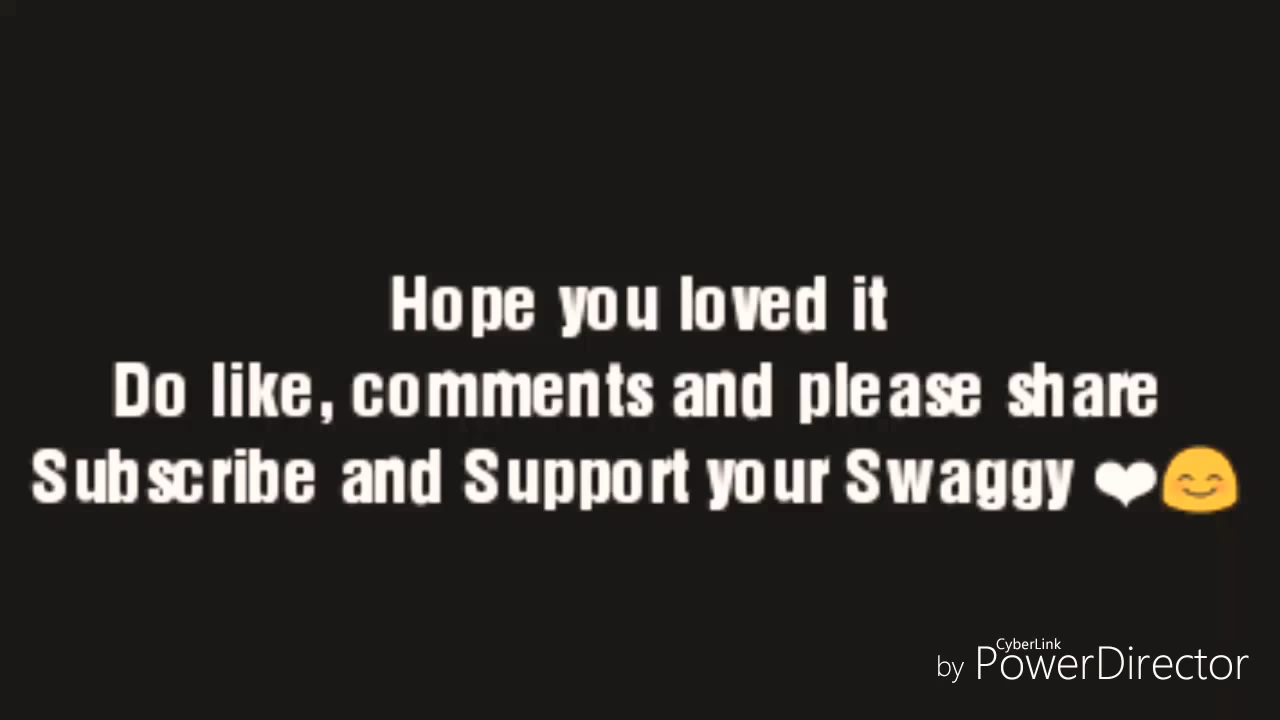 Hope you loved it
Do like, comments and please share
Subscribe and Support your Swaggy ❤😊
CyberLink
by PowerDirector